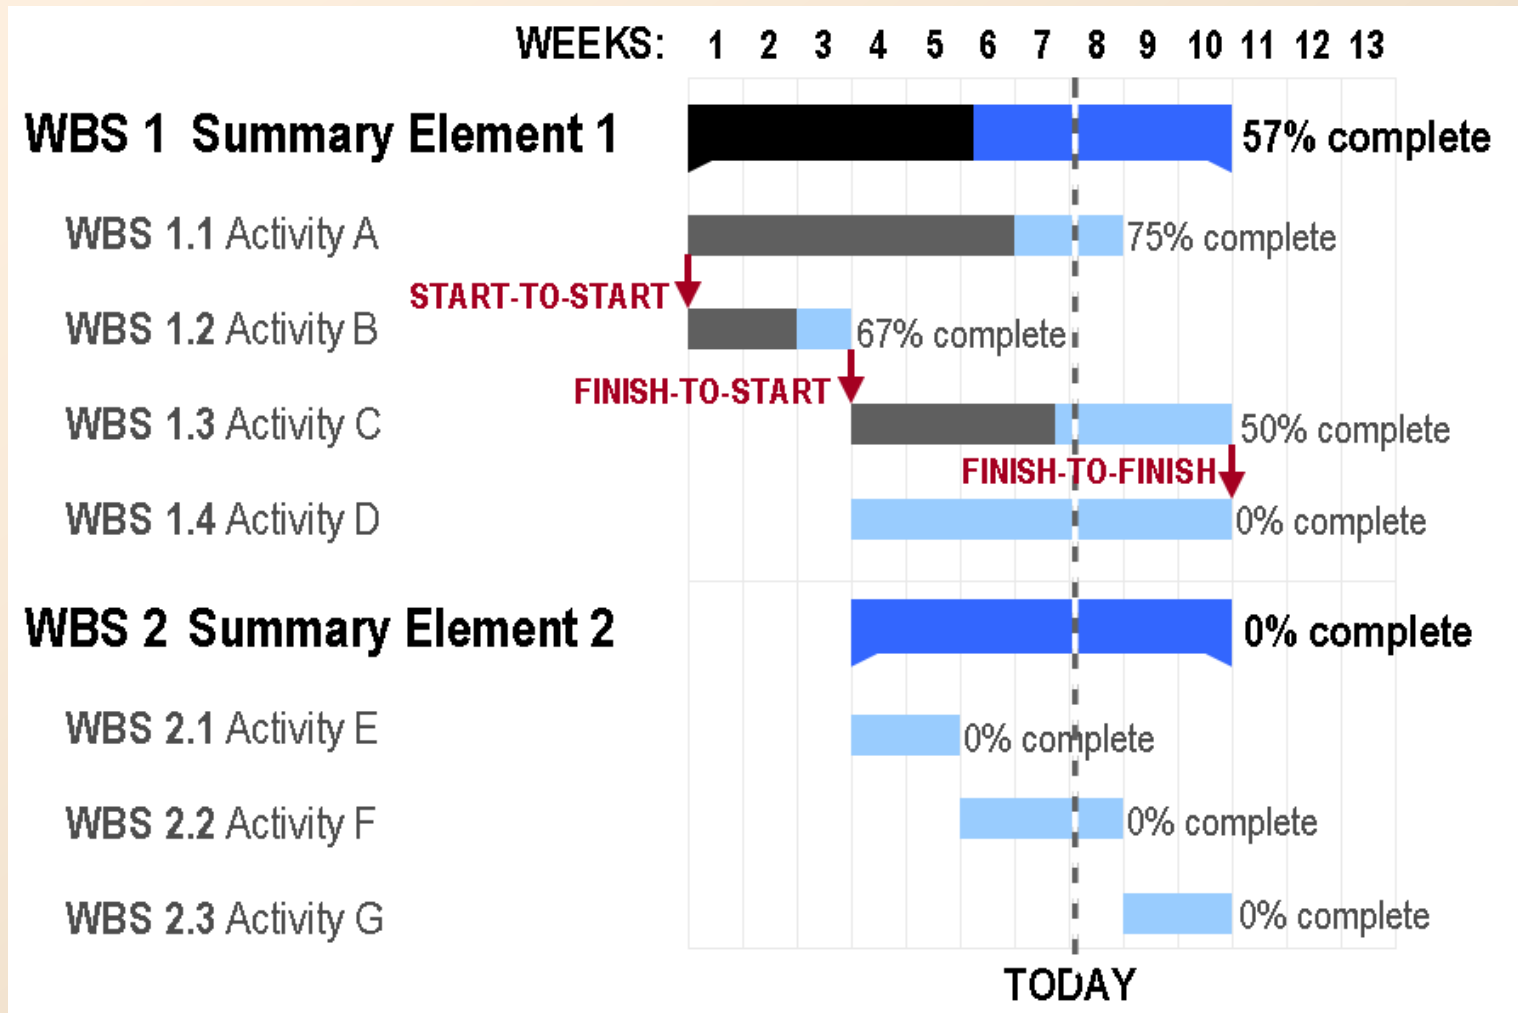 WEEKS: 1 2 3 4 5 6 7 8 9 10 11 12 13
WBS 1 Summary Element 1 57% complete
WBS 1.1 Activity A 75% complete
START-TO-START
WBS 1.2 Activity B 67% complete
FINISH-TO-START
WBS 1.3 Activity C 50% complete
FINISH-TO-FINISH
WBS 1.4 Activity D 0% complete
WBS 2 Summary Element 2 0% complete
WBS 2.1 Activity E 0% complete
WBS 2.2 Activity F 0% complete
WBS 2.3 Activity G 0% complete
TODAY